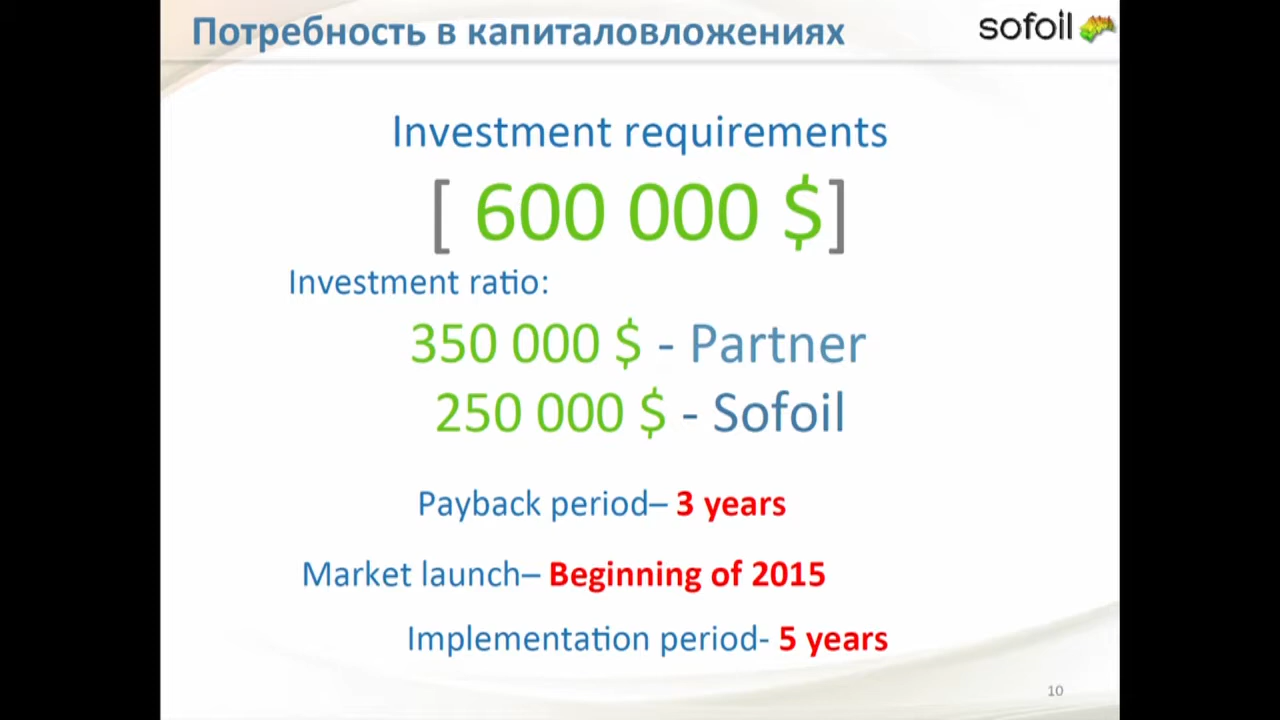 Потребность в капиталовложениях
sofoil
Investment requirements
[ 600 000 $]
Investment ratio:
350 000 $ - Partner
250 000 $ - Sofoil
Payback period– 3 years
Market launch– Beginning of 2015
Implementation period- 5 years
10